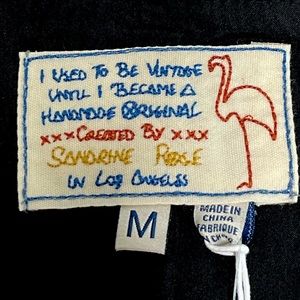 I USED TO BE VINTAGE
UNTIL I BECAME A
HANDMADE ORIGINAL
xxx CREATED BY xxx
SANDRINE ROSE
IN LOS ANGELES
M
MADE IN
CHINA
FABRIQUE